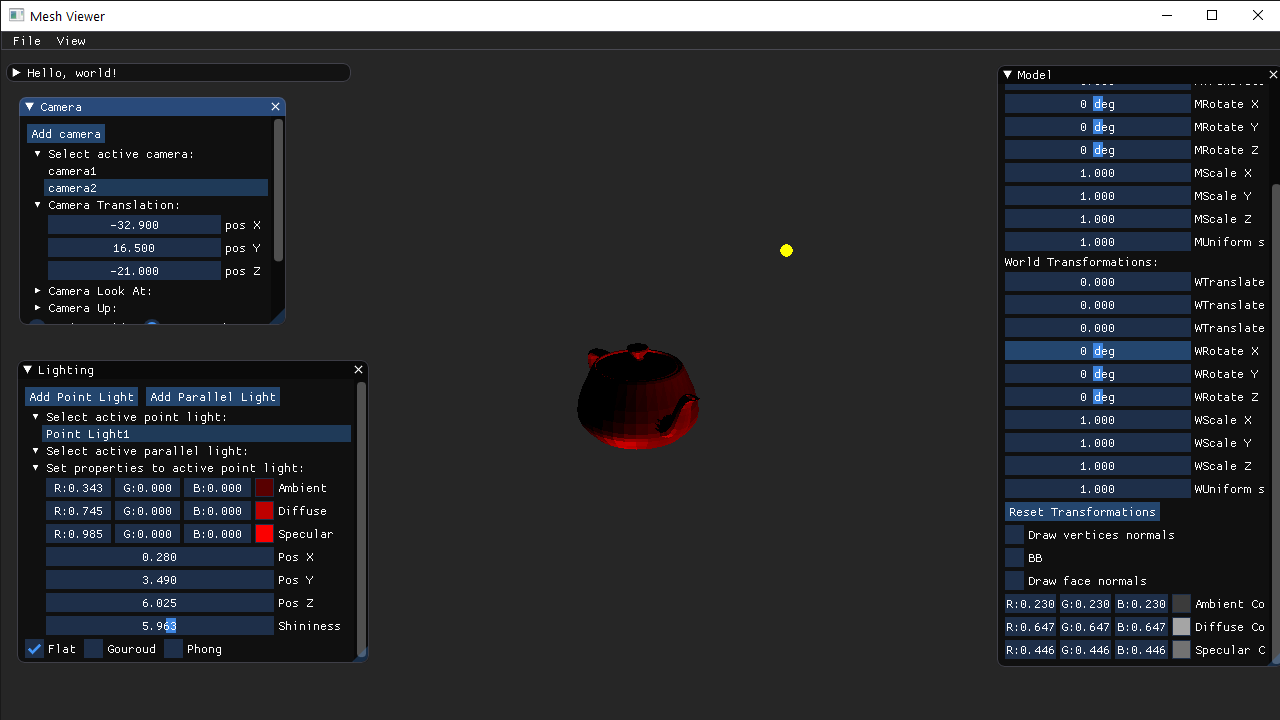 Mesh Viewer
File View
Hello, world!
Camera
Add camera
Select active camera:
camera1
camera2
Camera Translation:
-32.900 pos X
16.500 pos Y
-21.000 pos Z
Camera Look At:
Camera Up:
Lighting
Add Point Light Add Parallel Light
Select active point light:
Point Light1
Select active parallel light:
Set properties to active point light:
R:0.343 G:0.000 B:0.000 Ambient
R:0.745 G:0.000 B:0.000 Diffuse
R:0.985 G:0.000 B:0.000 Specular
0.280 Pos X
3.490 Pos Y
6.025 Pos Z
5.963 Shininess
Flat Gouroud Phong
Model
0 deg MRotate X
0 deg MRotate Y
0 deg MRotate Z
1.000 MScale X
1.000 MScale Y
1.000 MScale Z
1.000 MUniform s
World Transformations:
0.000 WTranslate
0.000 WTranslate
0.000 WTranslate
0 deg WRotate X
0 deg WRotate Y
0 deg WRotate Z
1.000 WScale X
1.000 WScale Y
1.000 WScale Z
1.000 WUniform s
Reset Transformations
Draw vertices normals
BB
Draw face normals
R:0.230 G:0.230 B:0.230 Ambient Co
R:0.647 G:0.647 B:0.647 Diffuse Co
R:0.446 G:0.446 B:0.446 Specular C